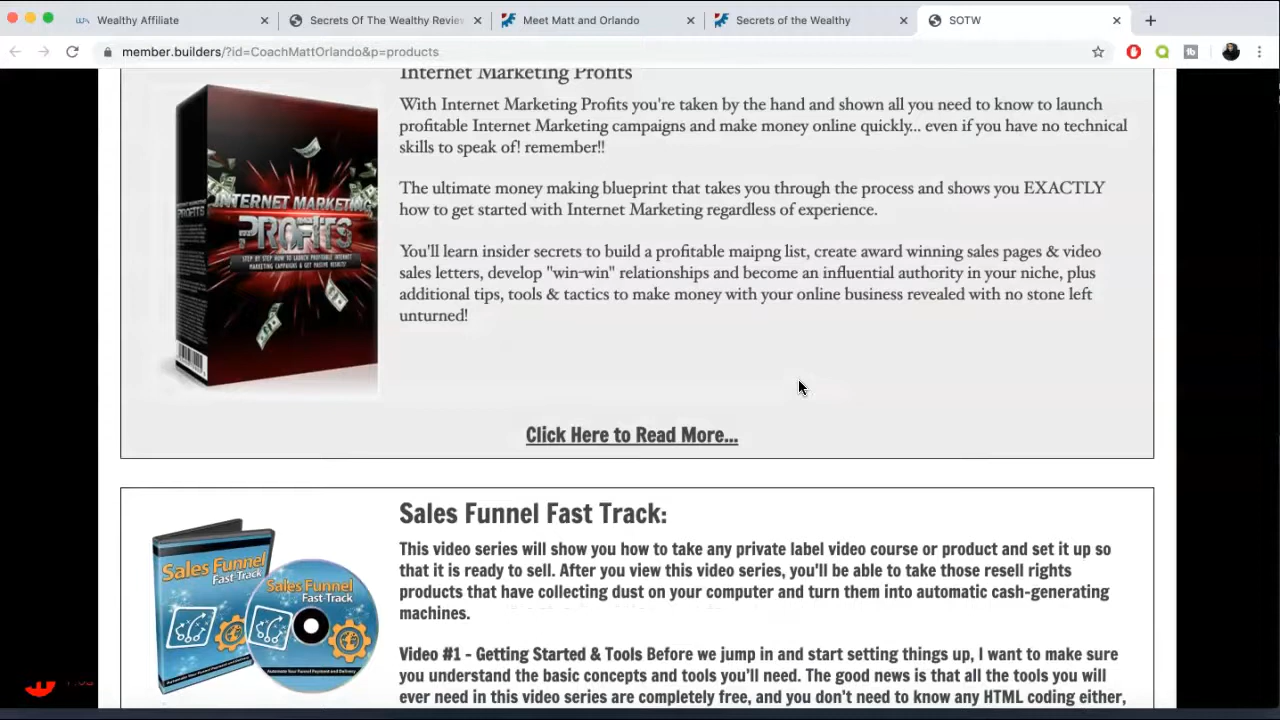 Wealthy Affiliate
Secrets Of The Wealthy Review
Meet Matt and Orlando
Secrets of the Wealthy
SOTW
member.builders/?id=CoachMattOrlando&p=products
Internet Marketing Profits
With Internet Marketing Profits you're taken by the hand and shown all you need to know to launch
profitable Internet Marketing campaigns and make money online quickly... even if you have no technical
skills to speak of! remember!!
The ultimate money making blueprint that takes you through the process and shows you EXACTLY
how to get started with Internet Marketing regardless of experience.
You'll learn insider secrets to build a profitable maipng list, create award winning sales pages & video
sales letters, develop "win-win" relationships and become an influential authority in your niche, plus
additional tips, tools & tactics to make money with your online business revealed with no stone left
unturned!
INTERNET MARKETING
PROFITS
STEP BY STEP HOW TO LAUNCH PROFITABLE INTERNET
MARKETING CAMPAIGNS & GET MASSIVE RESULTS!
Click Here to Read More...
Sales Funnel Fast Track:
This video series will show you how to take any private label video course or product and set it up so
that it is ready to sell. After you view this video series, you'll be able to take those resell rights
products that have collecting dust on your computer and turn them into automatic cash-generating
machines.
Video #1 - Getting Started & Tools Before we jump in and start setting things up, I want to make sure
you understand the basic concepts and tools you'll need. The good news is that all the tools you will
ever need in this video series are completely free, and you don't need to know any HTML coding either,
Sales Funnel
Fast-Track
Sales Funnel
Fast-Track